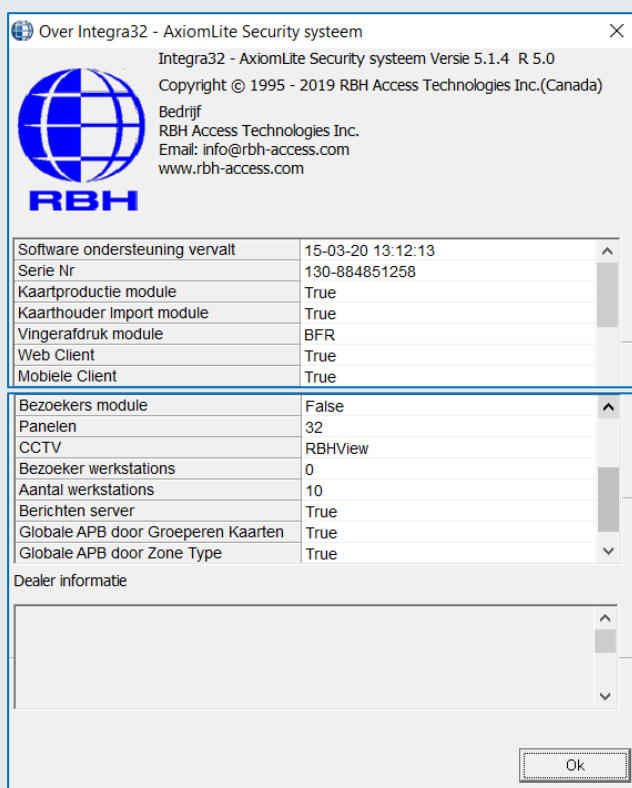 Over Integra32 - AxiomLite Security systeem
Integra32 - AxiomLite Security systeem Versie 5.1.4 R 5.0
Copyright © 1995 - 2019 RBH Access Technologies Inc.(Canada)
Bedrijf
RBH Access Technologies Inc.
Email: info@rbh-access.com
www.rbh-access.com
RBH
Software ondersteuning vervalt 15-03-20 13:12:13
Serie Nr 130-884851258
Kaartproductie module True
Kaarthouder Import module True
Vingerafdruk module BFR
Web Client True
Mobiele Client True
Bezoekers module False
Panelen 32
CCTV RBHView
Bezoeker werkstations 0
Aantal werkstations 10
Berichten server True
Globale APB door Groeperen Kaarten True
Globale APB door Zone Type True
Dealer informatie
Ok